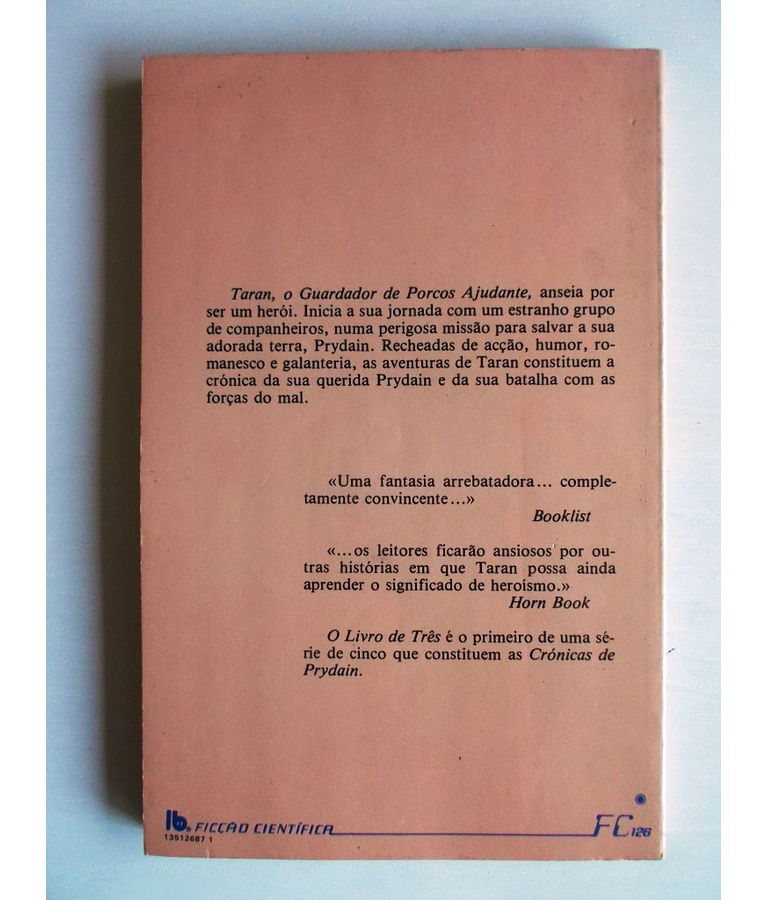 Taran, o Guardador de Porcos Ajudante, anseia por
ser um herói. Inicia a sua jornada com um estranho grupo
de companheiros, numa perigosa missão para salvar a sua
adorada terra, Prydain. Recheadas de acção, humor, ro-
manesco e galanteria, as aventuras de Taran constituem a
crónica da sua querida Prydain e da sua batalha com as
forças do mal.
«Uma fantasia arrebatadora... comple-
tamente convincente...»
Booklist
«...os leitores ficarão ansiosos por ou-
tras histórias em que Taran possa ainda
aprender o significado de heroísmo.»
Horn Book
O Livro de Três é o primeiro de uma sé-
rie de cinco que constituem as Crónicas de
Prydain.
lb. FICÇÃO CIENTÍFICA FC 126
13512687 1